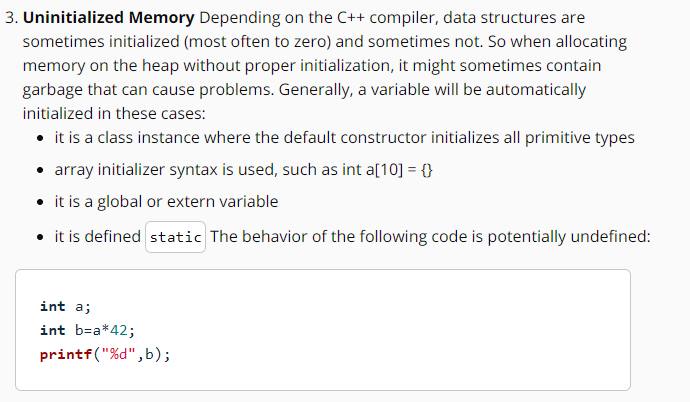 3. Uninitialized Memory Depending on the C++ compiler, data structures are
sometimes initialized (most often to zero) and sometimes not. So when allocating
memory on the heap without proper initialization, it might sometimes contain
garbage that can cause problems. Generally, a variable will be automatically
initialized in these cases:
• it is a class instance where the default constructor initializes all primitive types
• array initializer syntax is used, such as int a[10] = {}
• it is a global or extern variable
• it is defined static The behavior of the following code is potentially undefined:
int a;
int b=a*42;
printf("%d",b);